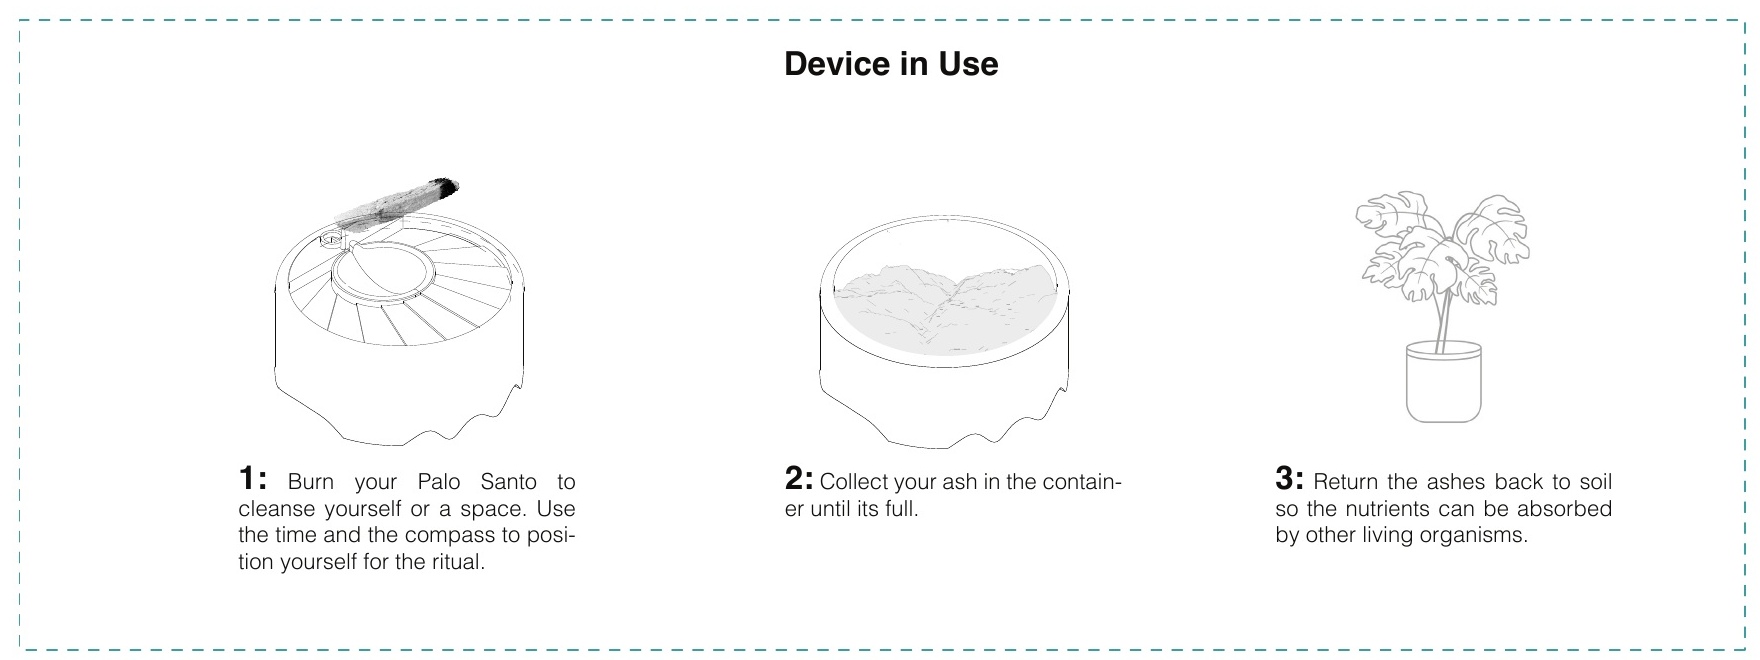 Device in Use
1: Burn your Palo Santo to
cleanse yourself or a space. Use
the time and the compass to posi-
tion yourself for the ritual.
2: Collect your ash in the contain-
er until its full.
3: Return the ashes back to soil
so the nutrients can be absorbed
by other living organisms.